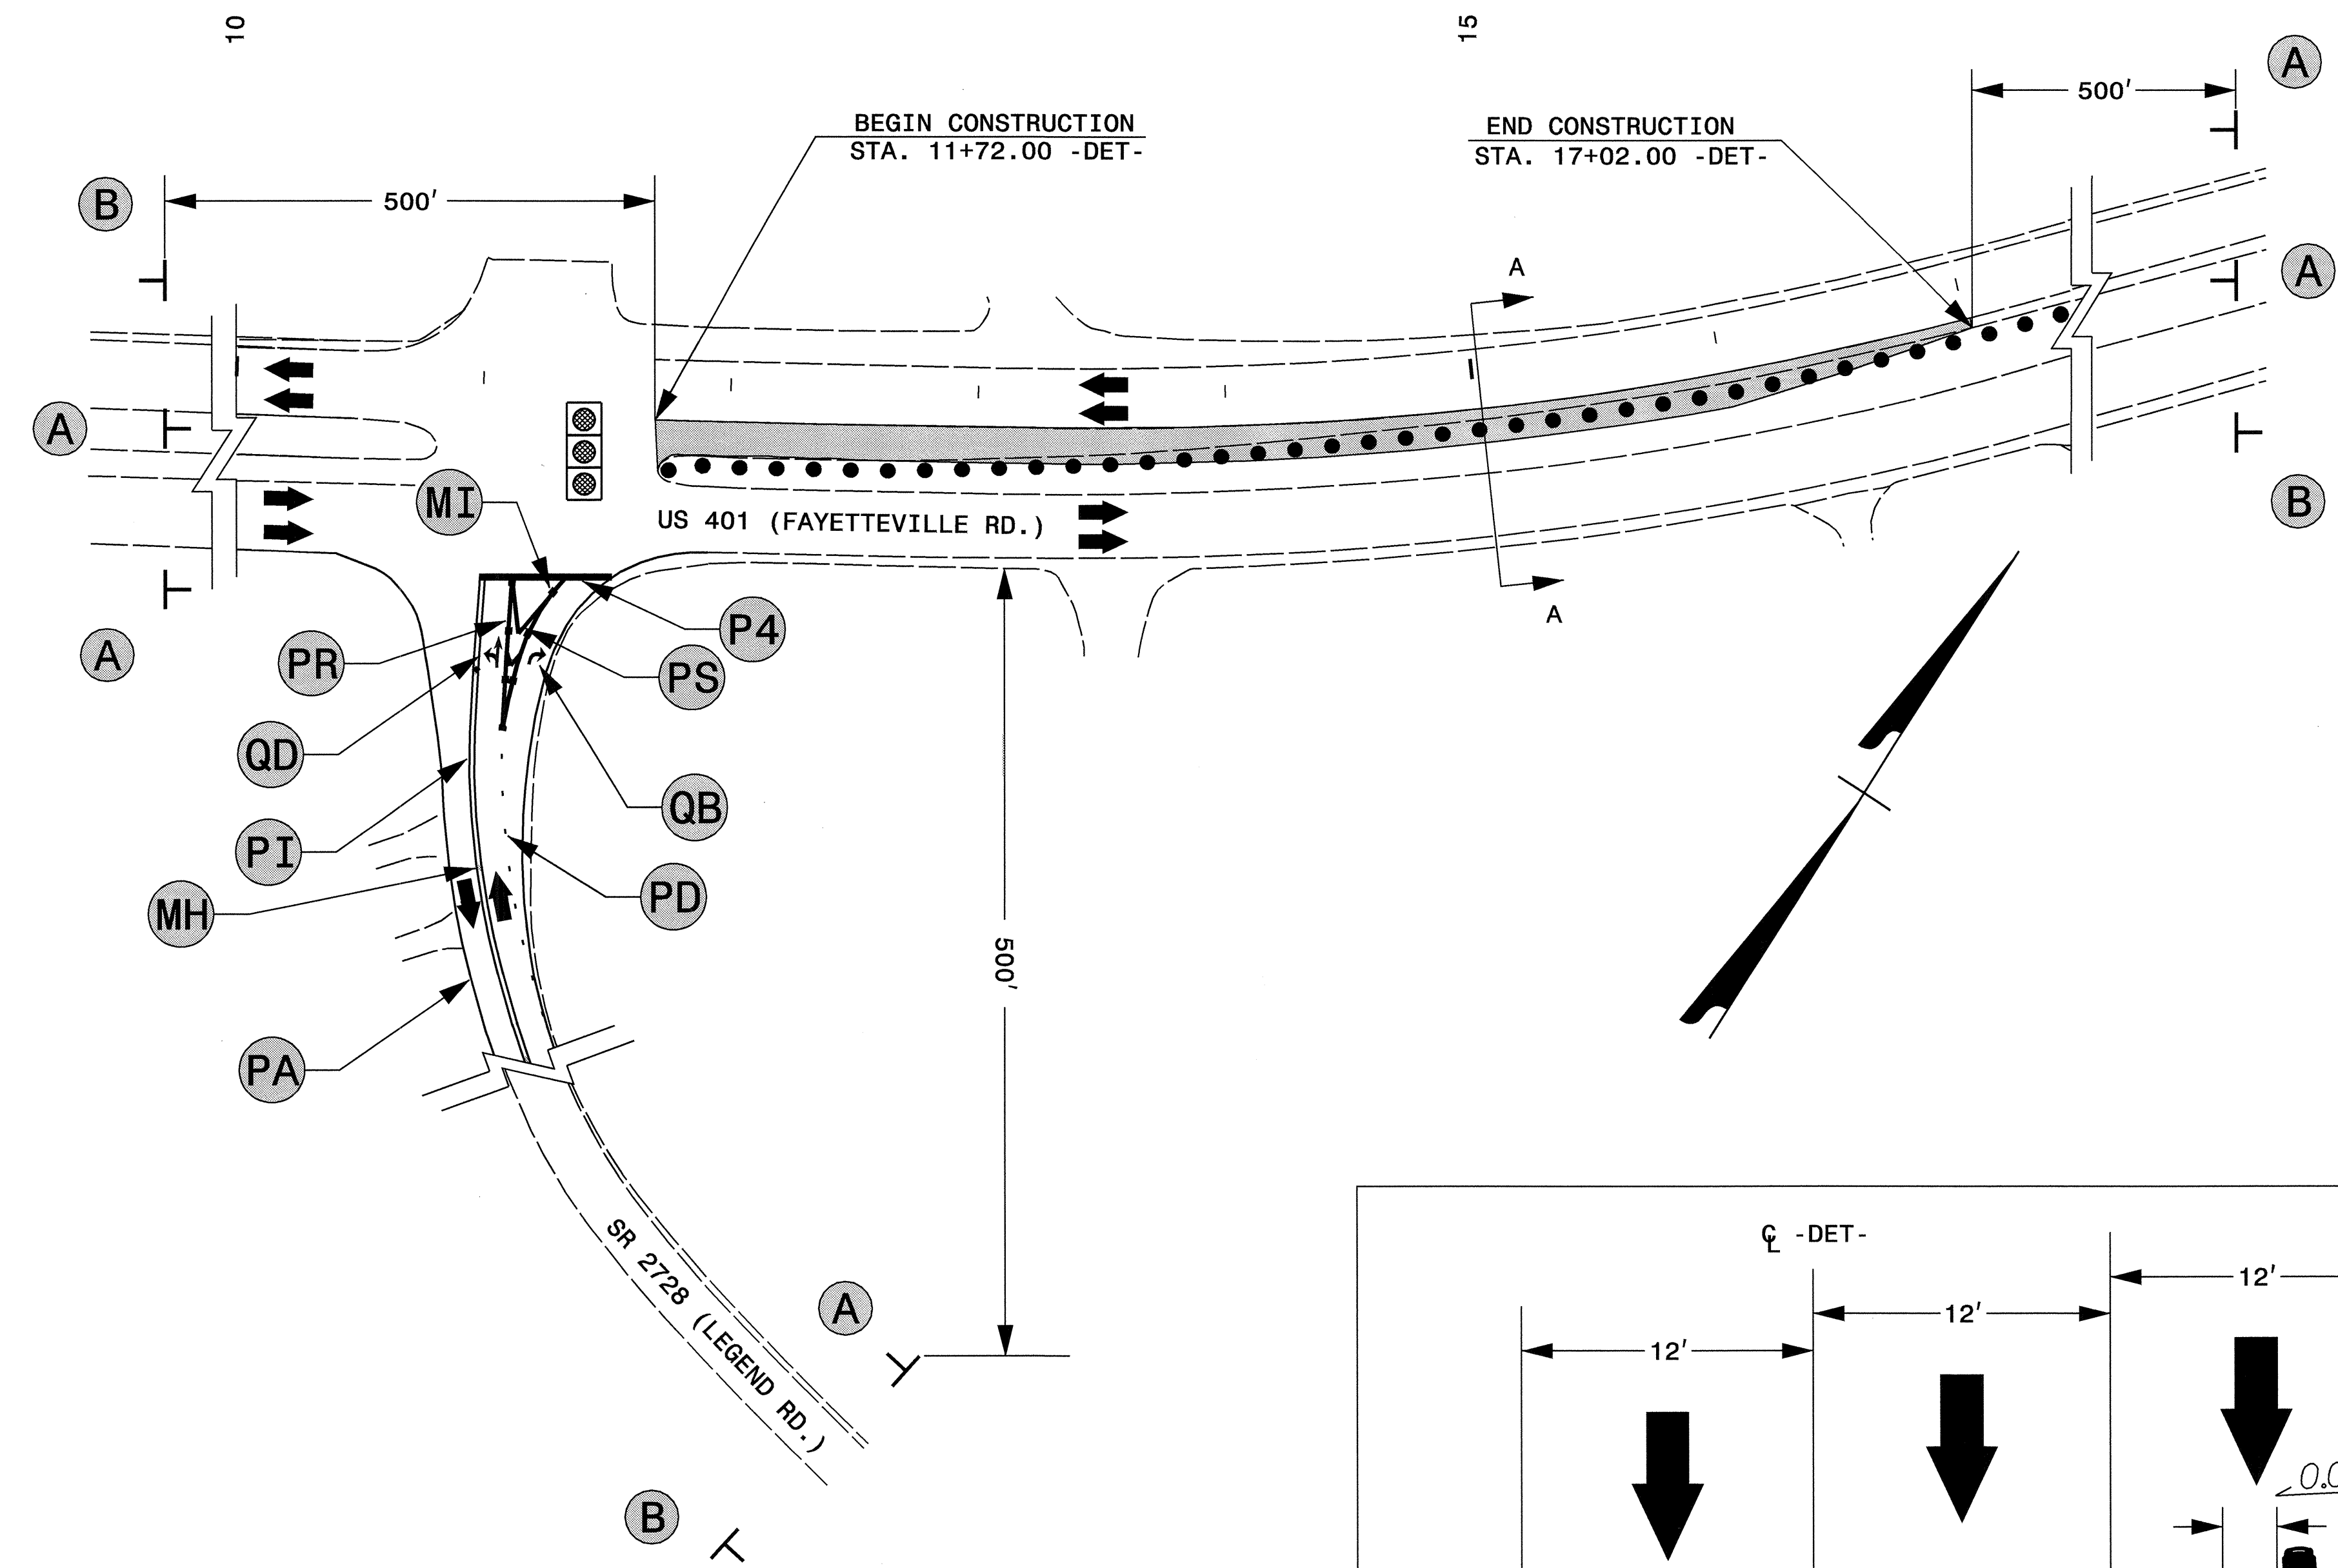 10
15
A
500'
BEGIN CONSTRUCTION
STA. 11+72.00 -DET-
END CONSTRUCTION
STA. 17+02.00 -DET-
B
500'
A
A
A
MI
US 401 (FAYETTEVILLE RD.)
B
A
A
P4
PR
PS
QD
QB
PI
PD
MH
500'
PA
SR 2728 (LEGEND RD.)
A
B
℄ -DET-
12'
12'
12'